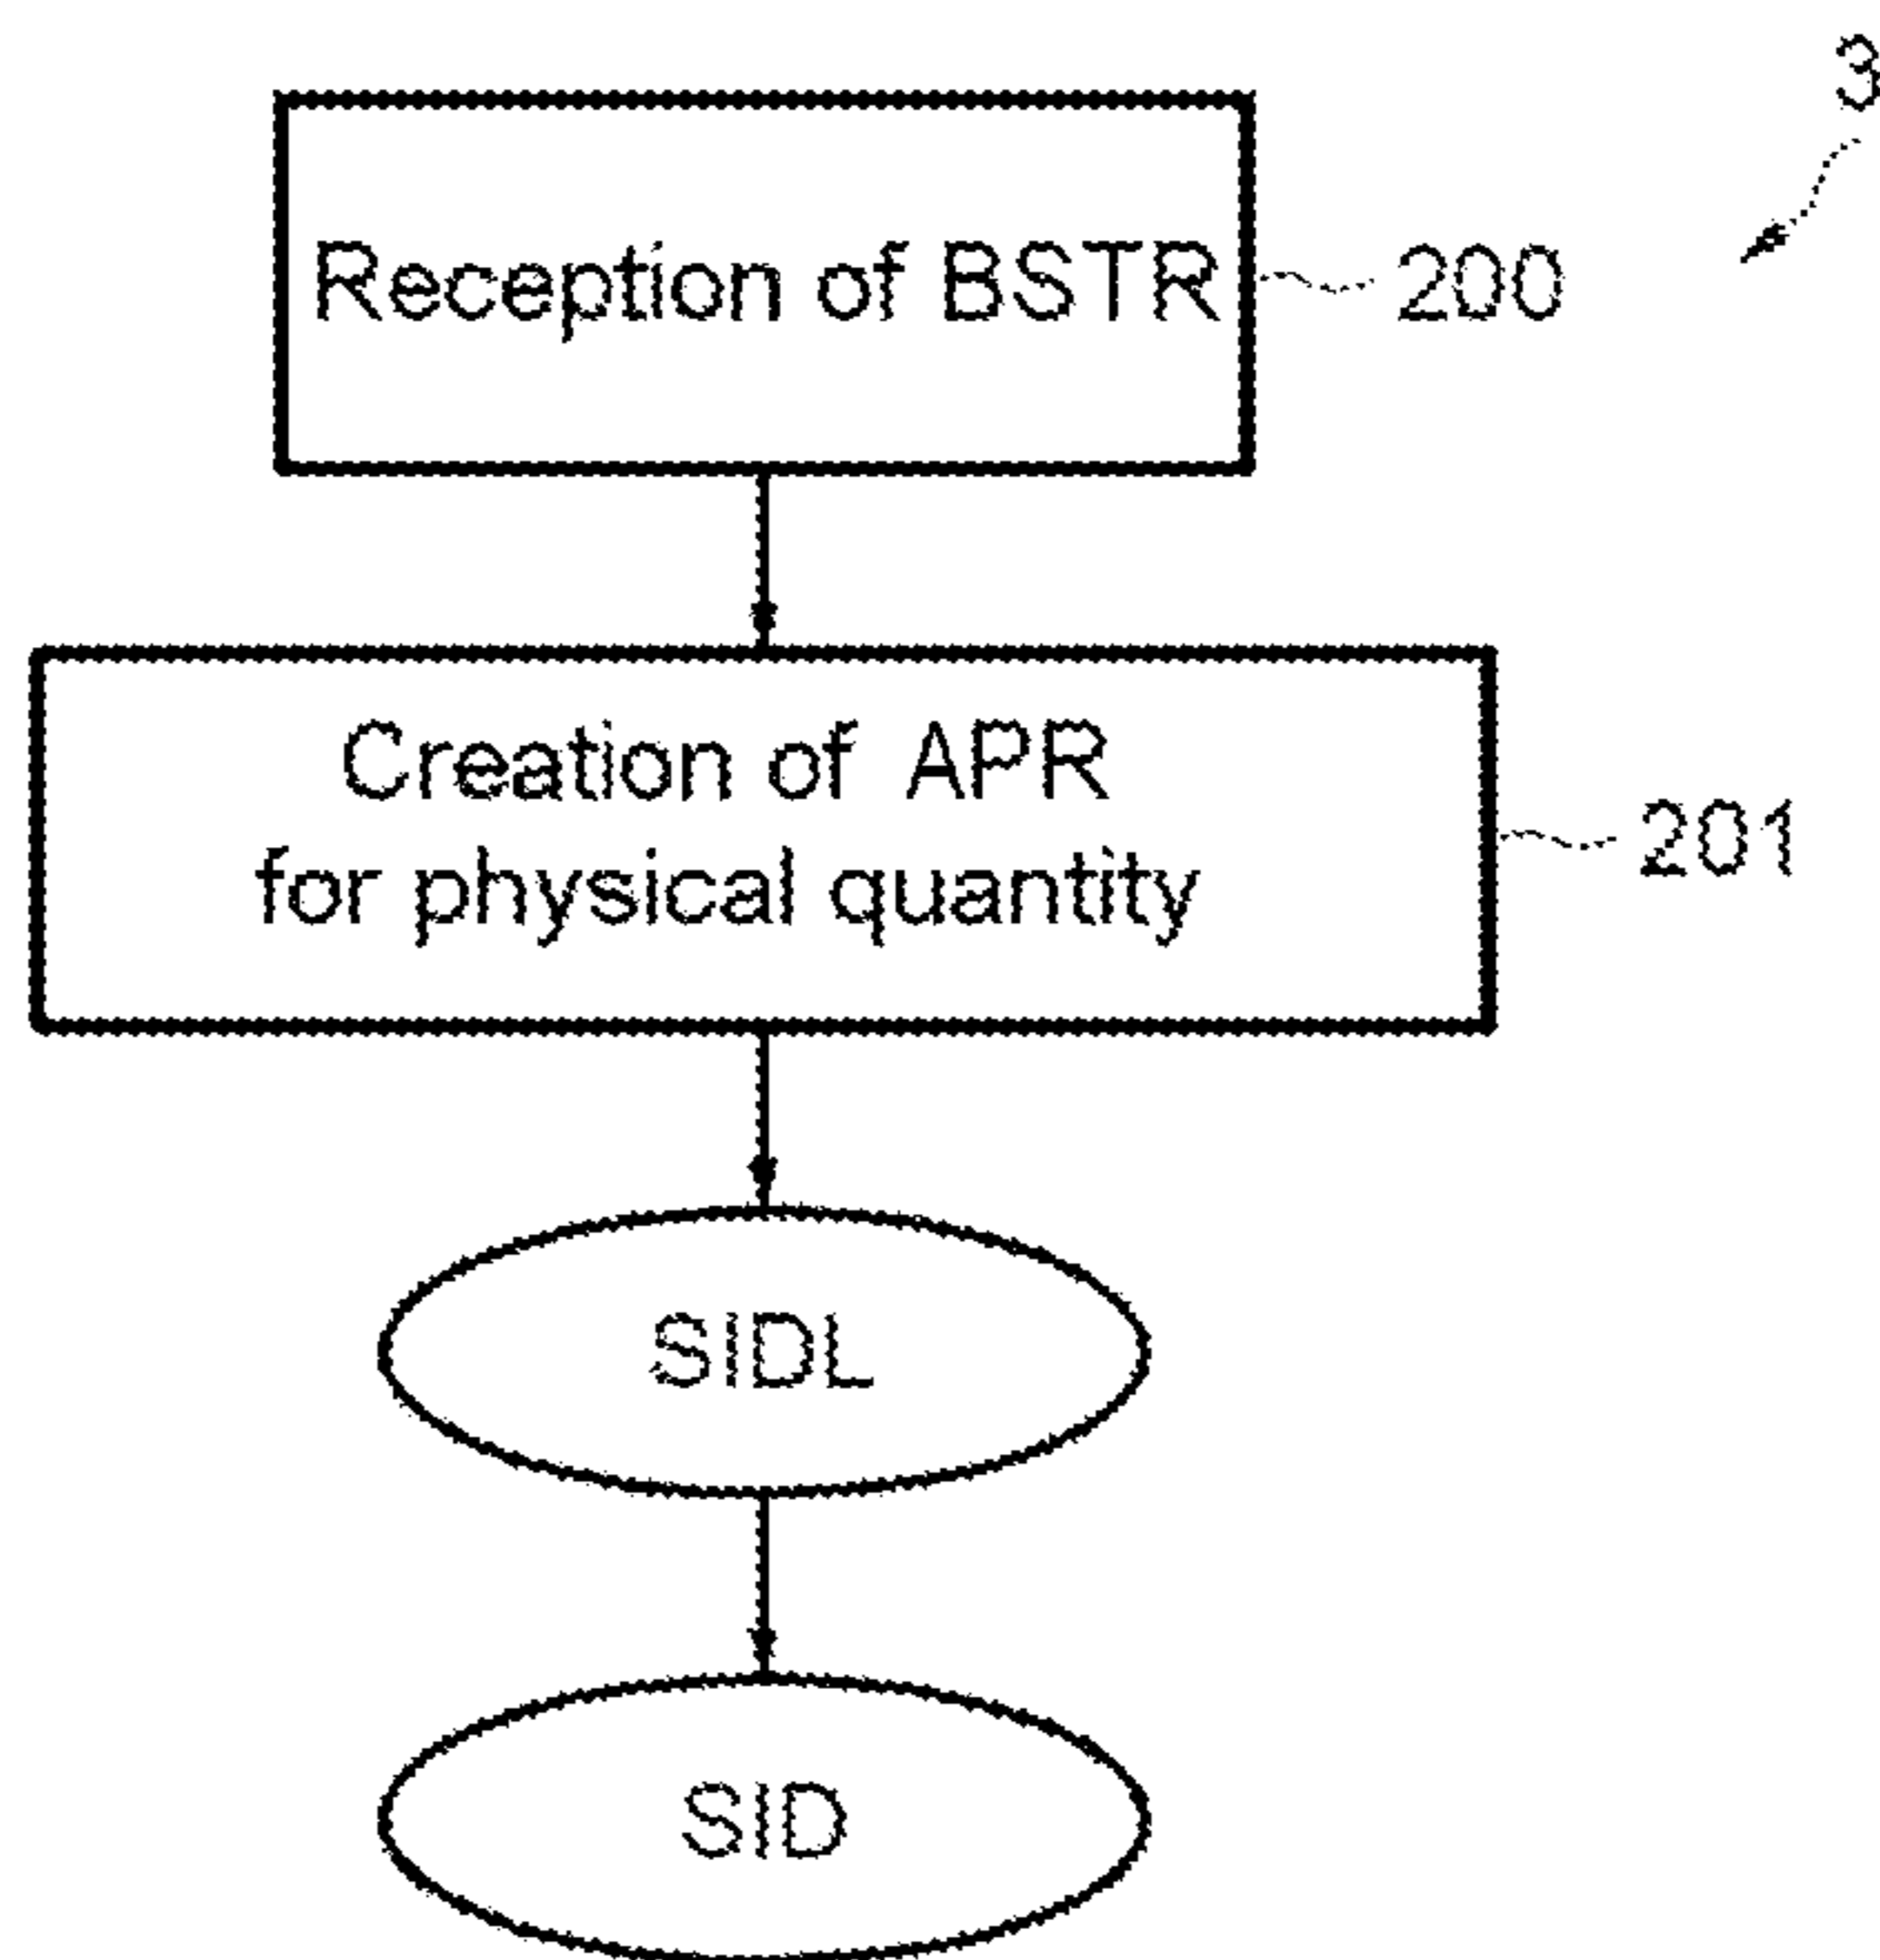 3
Reception of BSTR
200
Creation of APR
for physical quantity
201
SIDL
SID